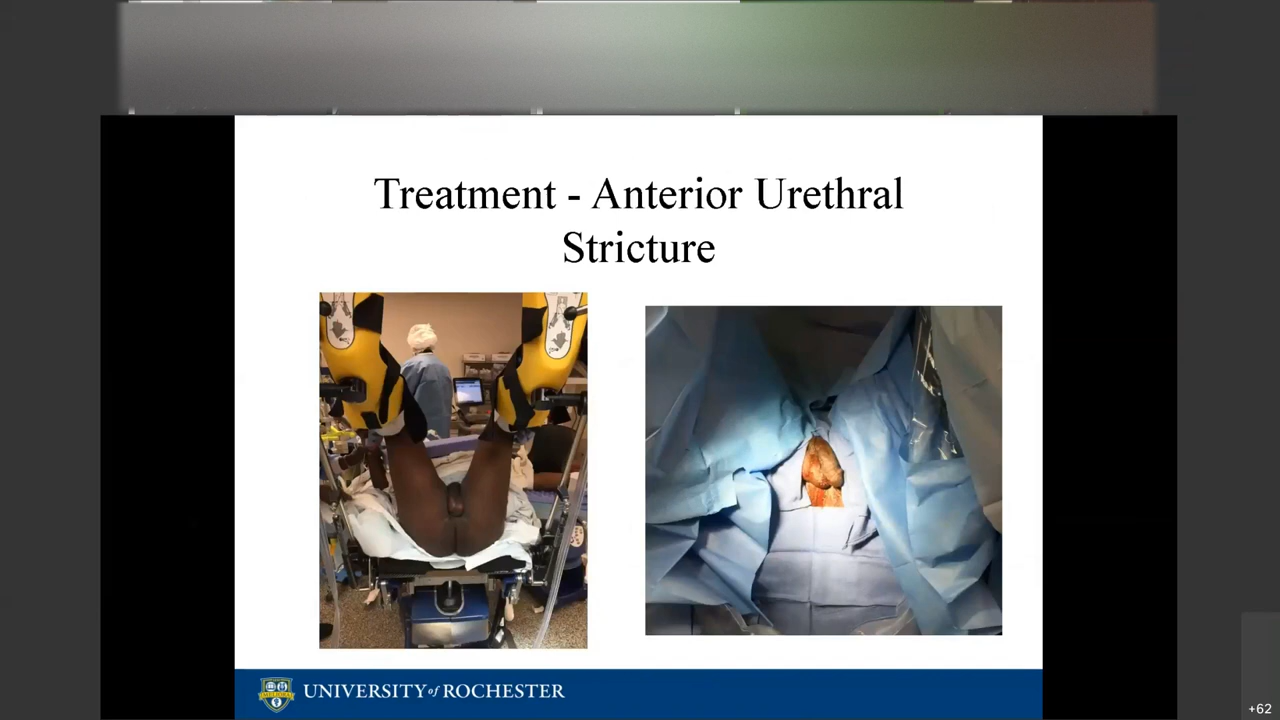 Treatment - Anterior Urethral
Stricture
UNIVERSITY of ROCHESTER
+62